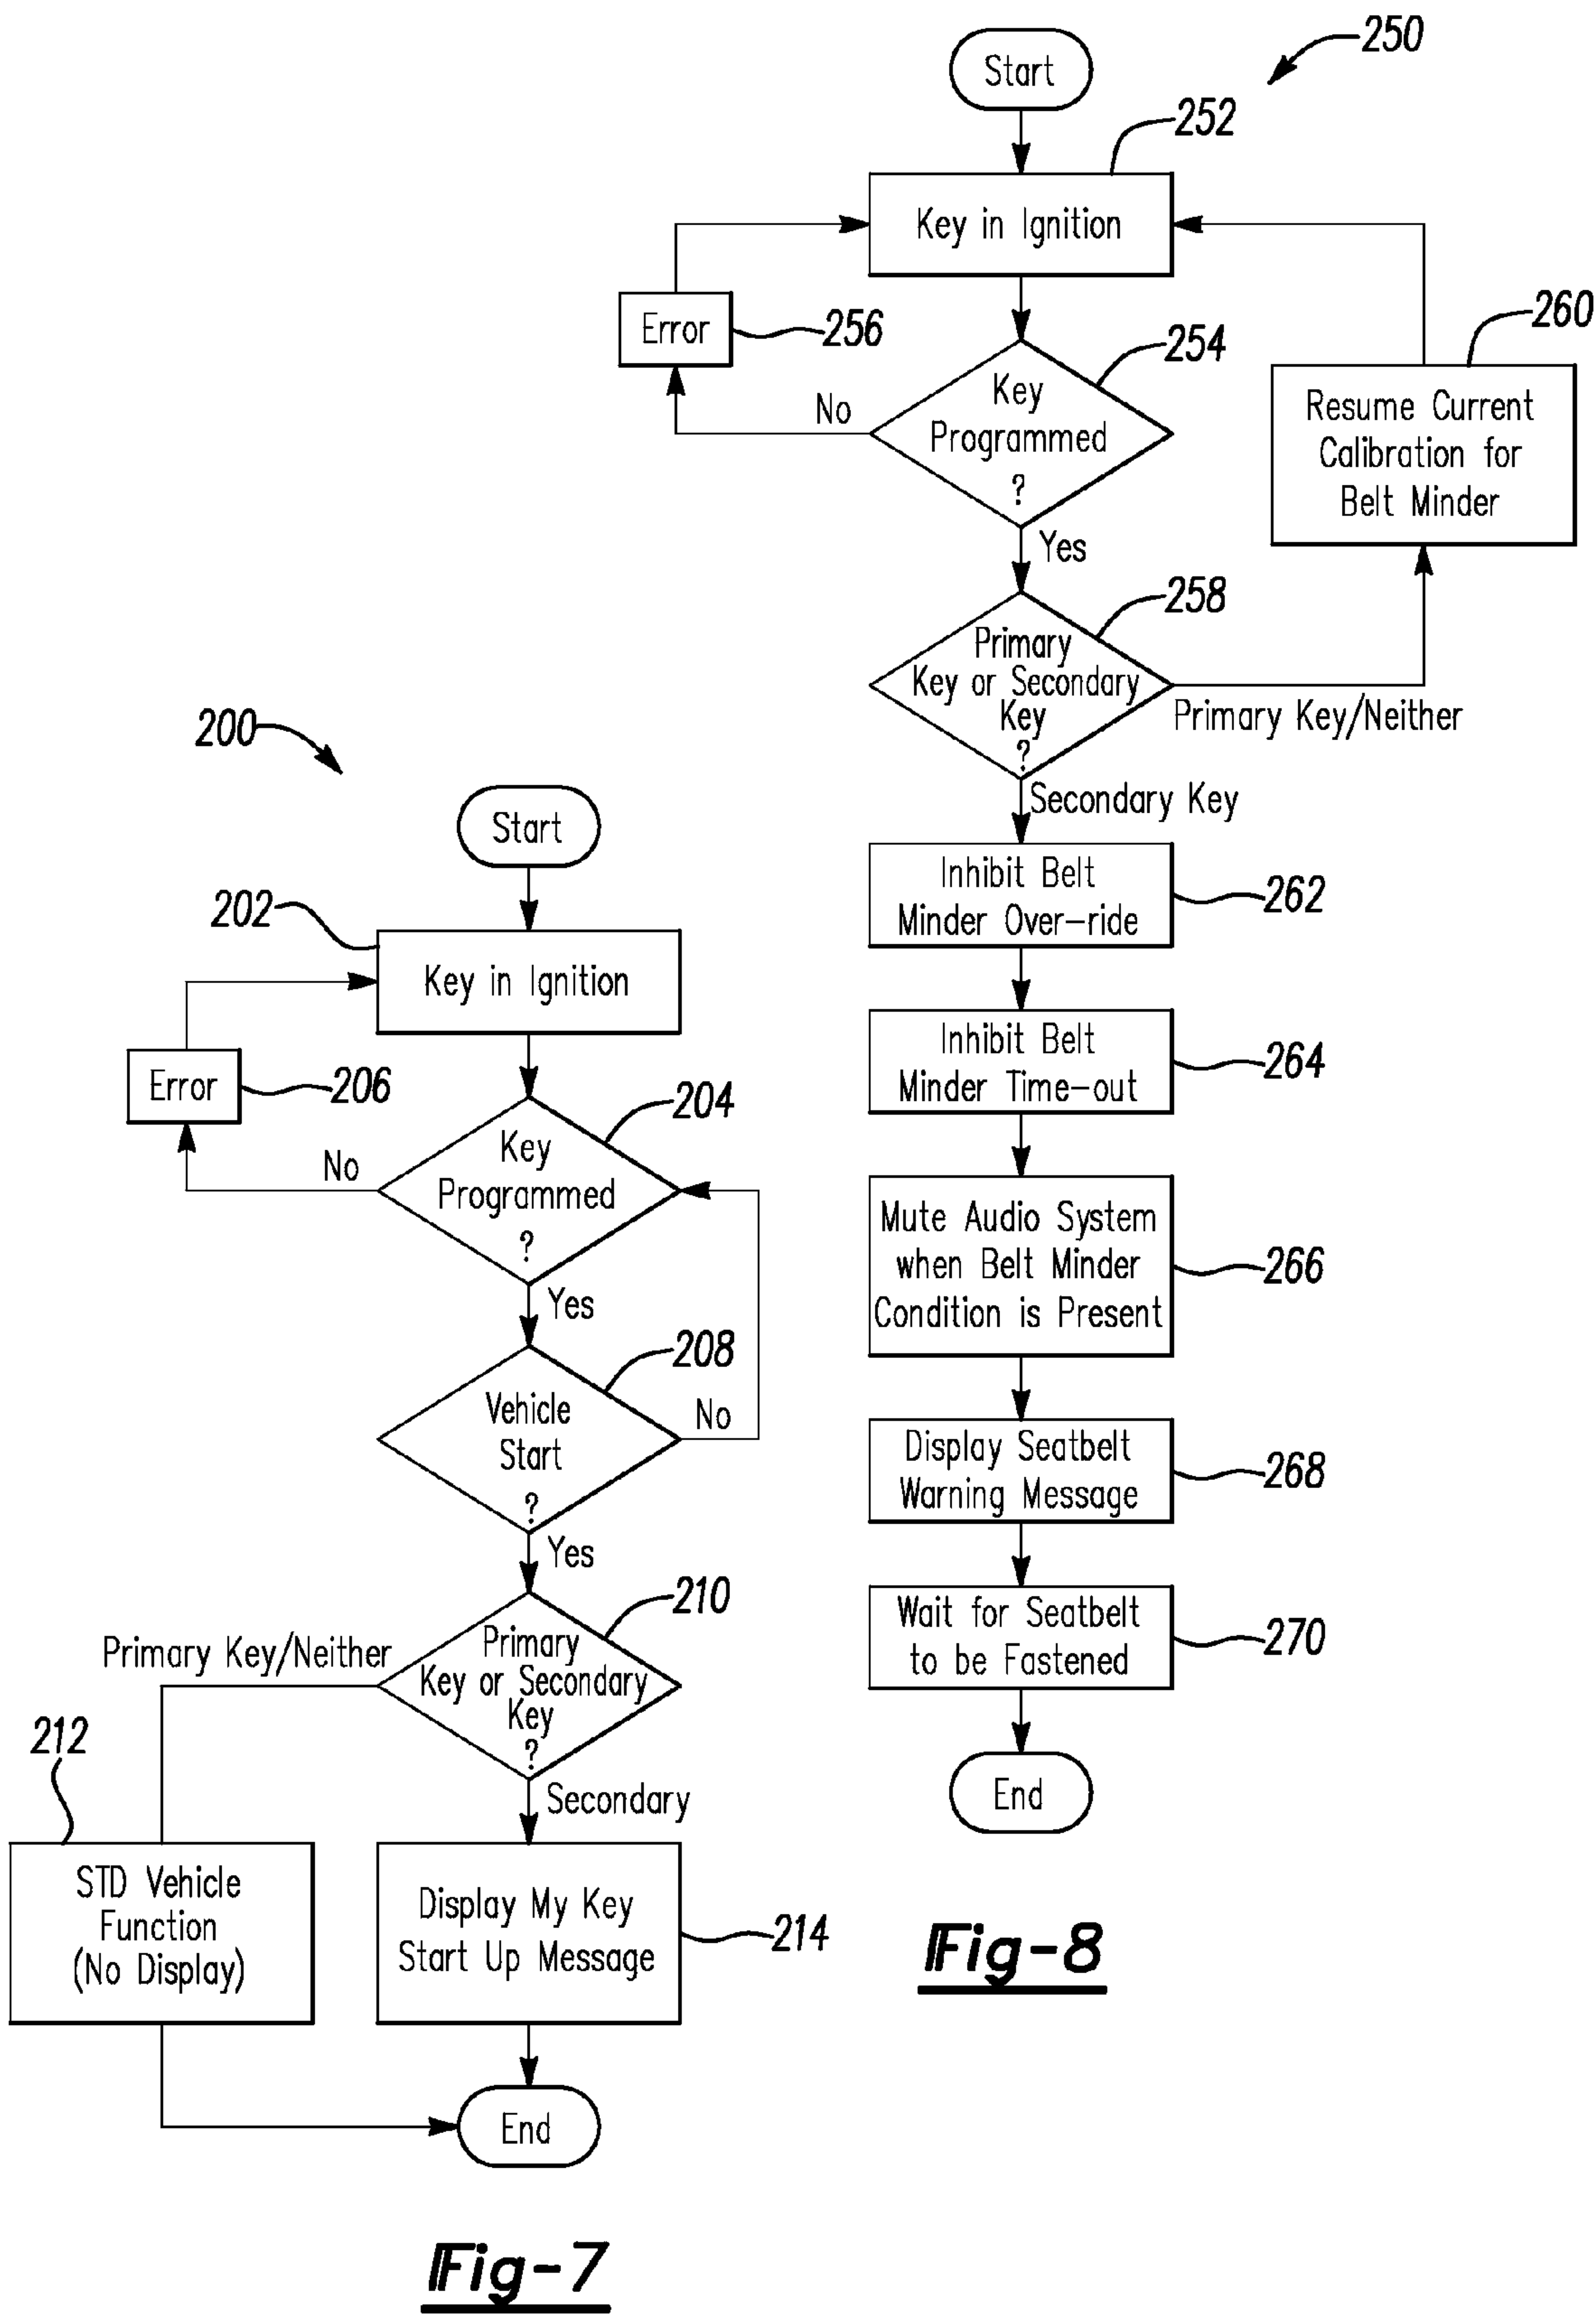 250
Start
252
Key in Ignition
Error
256
254
Key
Programmed
?
No
Yes
260
Resume Current
Calibration for
Belt Minder
258
Primary
Key or Secondary
Key
?
Primary Key/Neither
Secondary Key
Inhibit Belt
Minder Over-ride
262
Inhibit Belt
Minder Time-out
264
Mute Audio System
when Belt Minder
Condition is Present
266
Display Seatbelt
Warning Message
268
Wait for Seatbelt
to be Fastened
270
End
Fig-8
200
Start
202
Key in Ignition
Error
206
204
Key
Programmed
?
No
Yes
208
Vehicle
Start
?
No
Yes
210
Primary
Key or Secondary
Key
?
Primary Key/Neither
Secondary
212
STD Vehicle
Function
(No Display)
Display My Key
Start Up Message
214
End
Fig-7